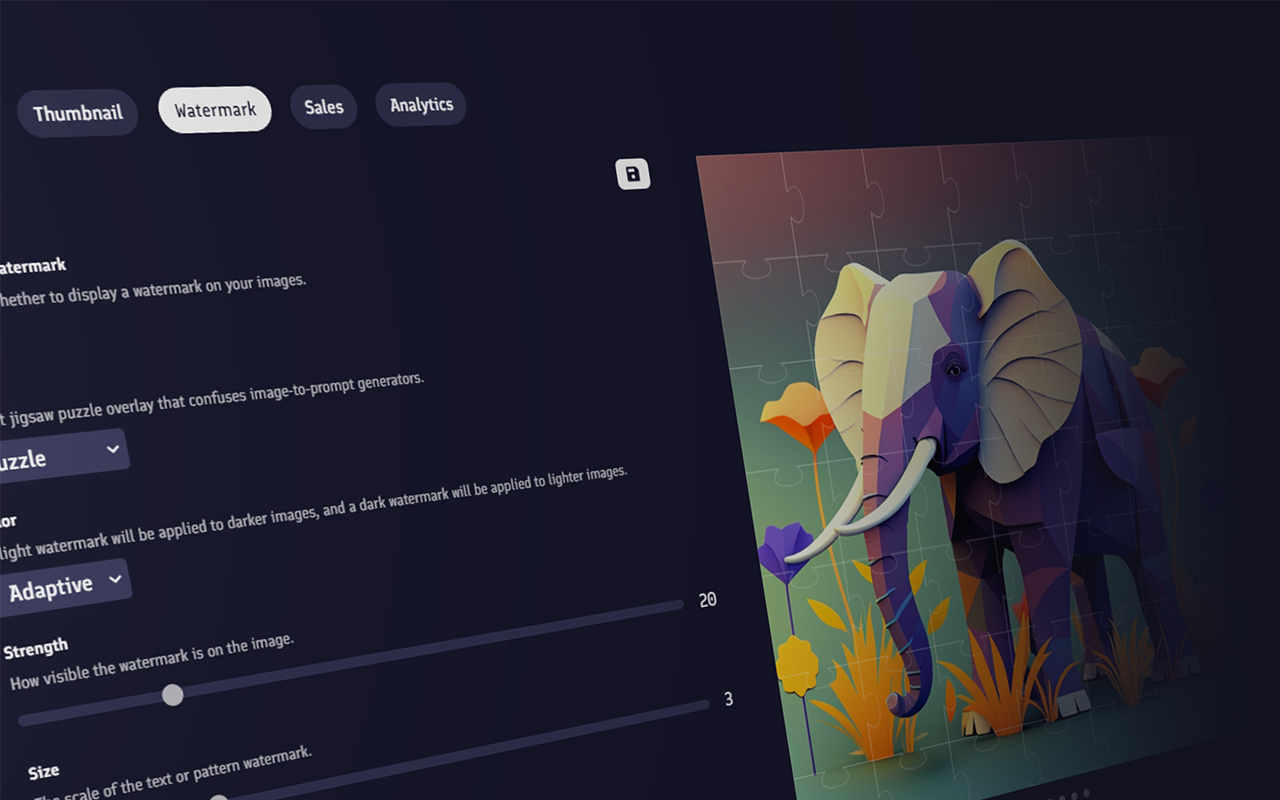 Thumbnail Watermark Sales Analytics
atermark
hether to display a watermark on your images.
t jigsaw puzzle overlay that confuses image-to-prompt generators.
uzzle
lor
light watermark will be applied to darker images, and a dark watermark will be applied to lighter images.
Adaptive
Strength
20
How visible the watermark is on the image.
3
Size
The scale of the text or pattern watermark.